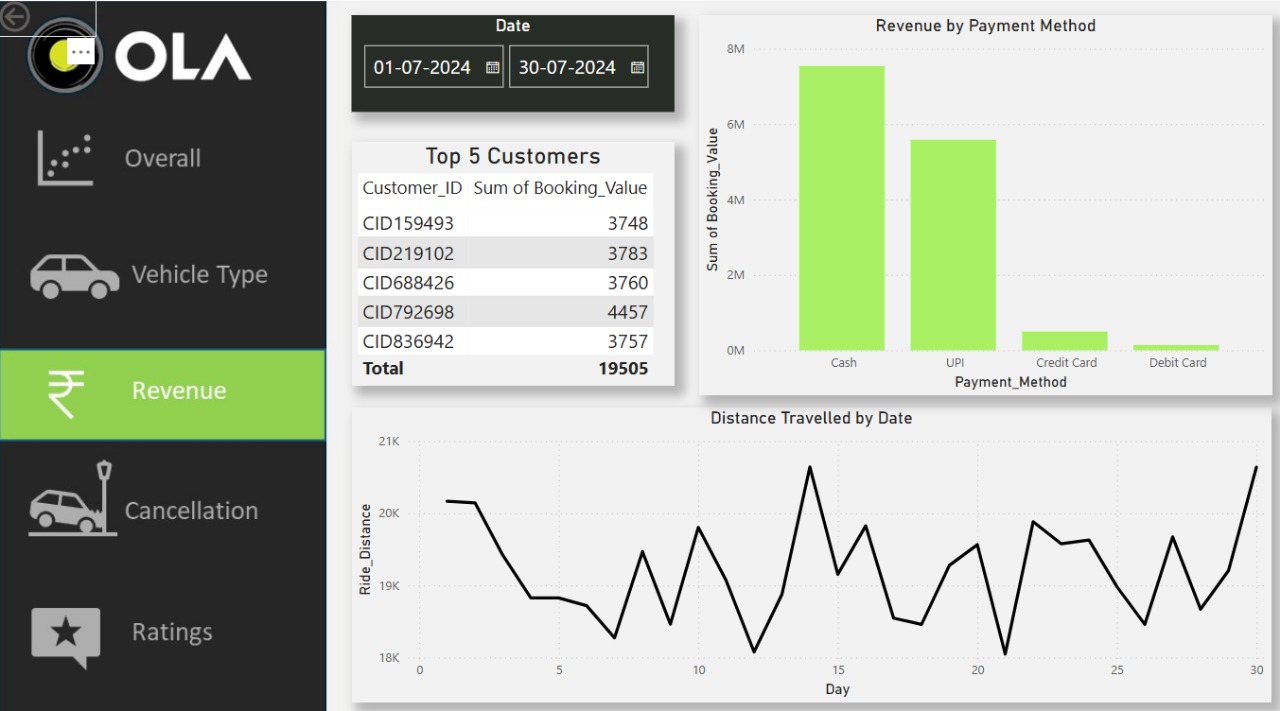 OLA
Overall
Vehicle Type
Revenue
Cancellation
Ratings
Date
01-07-2024 30-07-2024
Top 5 Customers
Customer_ID Sum of Booking_Value
CID159493 3748
CID219102 3783
CID688426 3760
CID792698 4457
CID836942 3757
Total 19505
Revenue by Payment Method
Sum of Booking_Value
8M
6M
4M
2M
0M
Cash UPI Credit Card Debit Card
Payment_Method
Distance Travelled by Date
Ride_Distance
21K
20K
19K
18K
0 5 10 15 20 25 30
Day